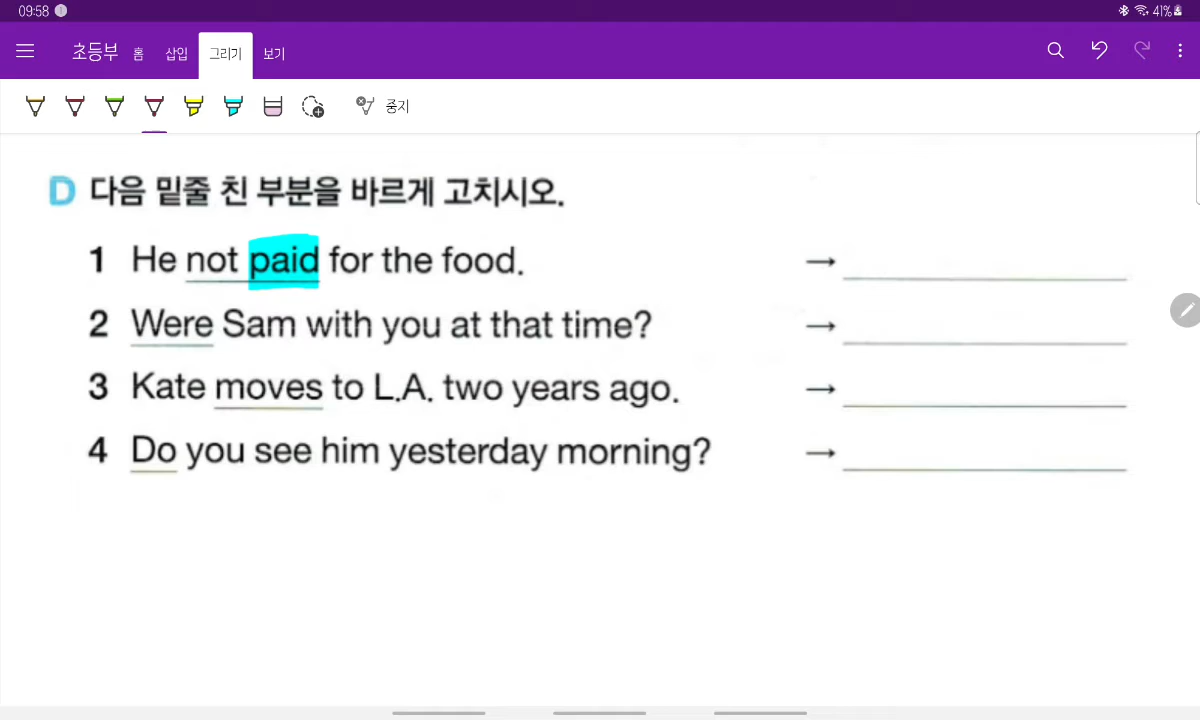 09:58
41%
초등부 홈 삽입 그리기 보기
중지
D 다음 밑줄 친 부분을 바르게 고치시오.
1 He not paid for the food. →
2 Were Sam with you at that time? →
3 Kate moves to L.A. two years ago. →
4 Do you see him yesterday morning? →